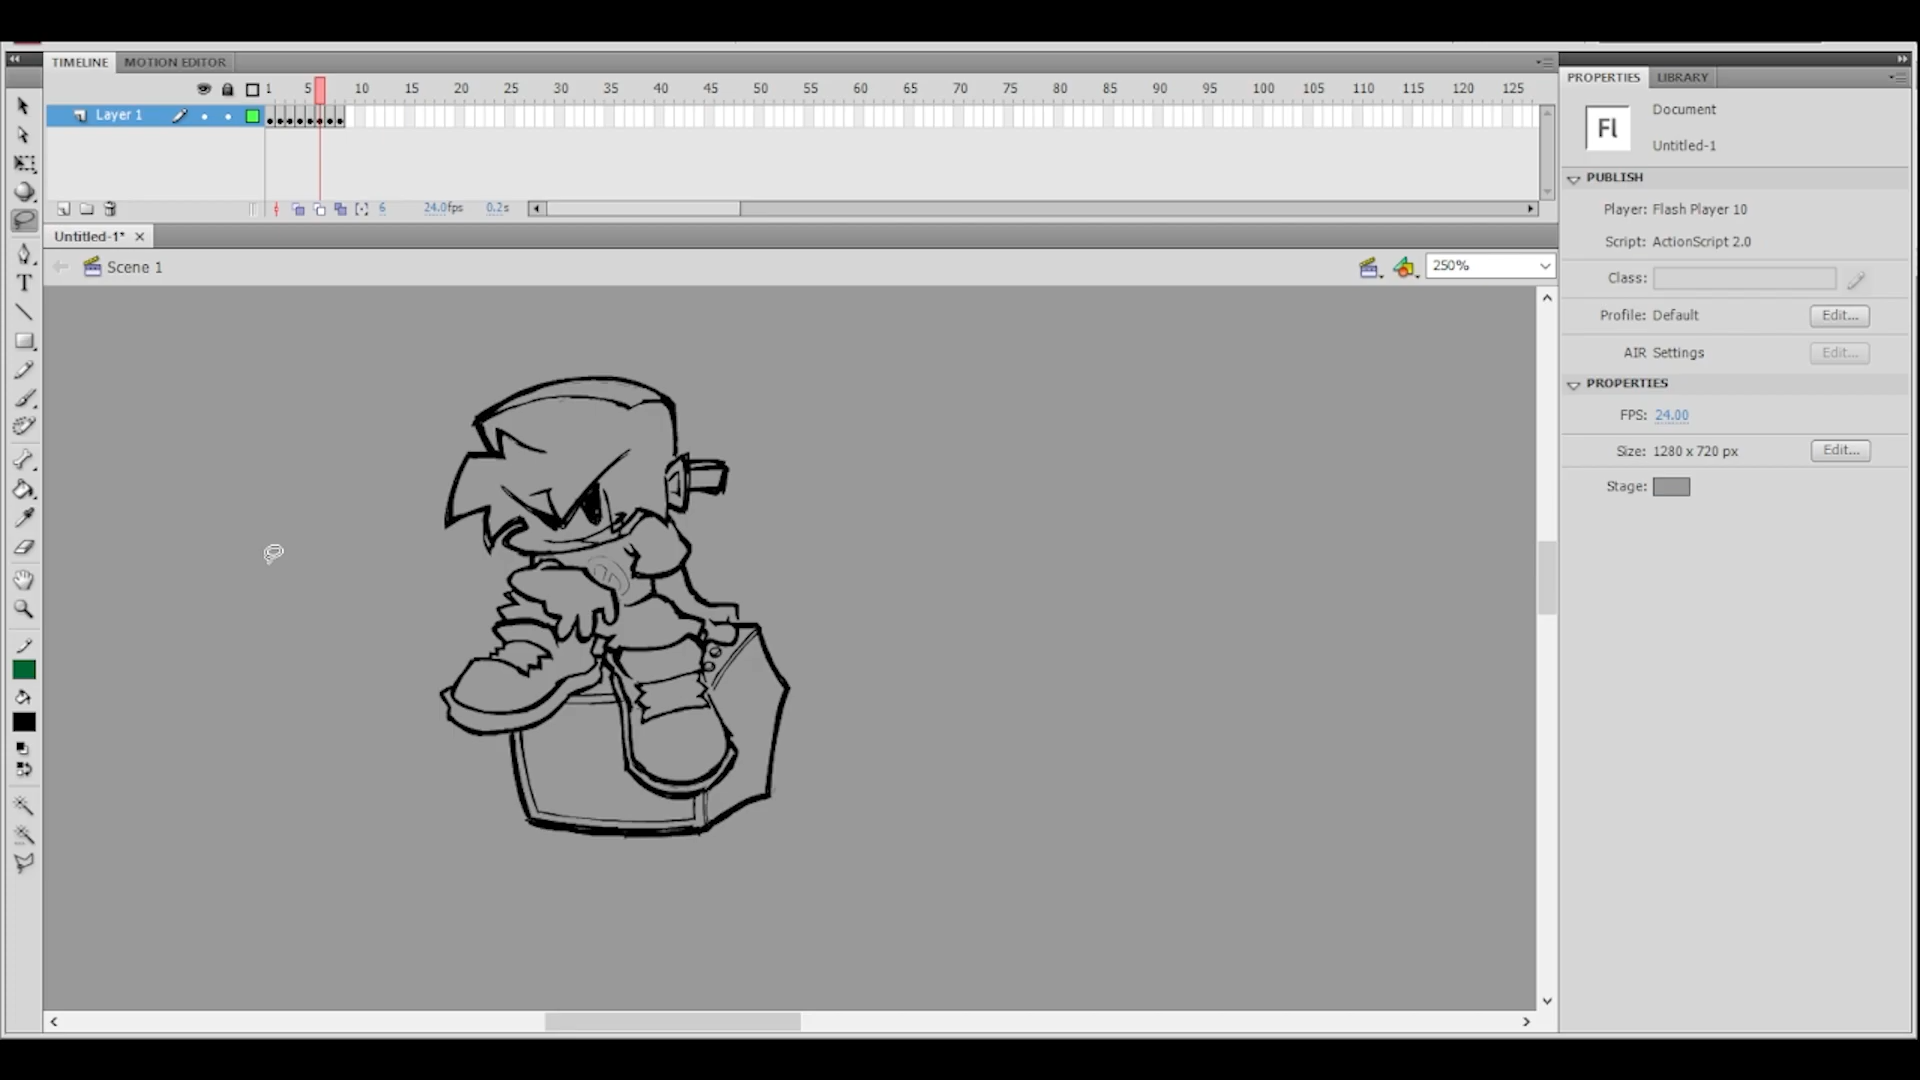 TIMELINE MOTION EDITOR
1 5 10 15 20 25 30 35 40 45 50 55 60 65 70 75 80 85 90 95 100 105 110 115 120 125
Layer 1
6 24.0fps 0.2s
Untitled-1* ×
Scene 1
250%
T
PROPERTIES LIBRARY
Fl
Document
Untitled-1
PUBLISH
Player: Flash Player 10
Script: ActionScript 2.0
Class:
Profile: Default Edit...
AIR Settings Edit...
PROPERTIES
FPS: 24.00
Size: 1280 x 720 px Edit...
Stage: